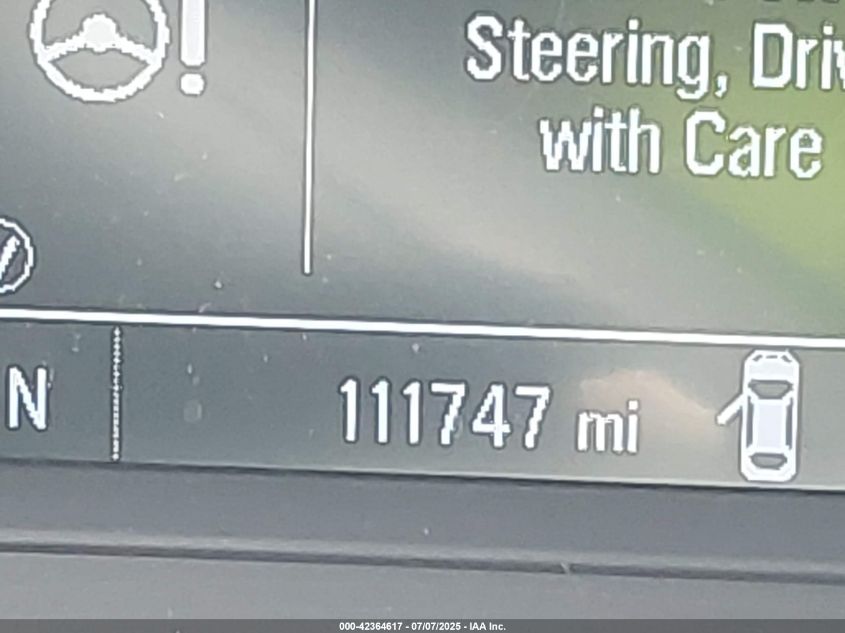 Steering, Driv
with Care
N
111747 mi
000-42364617 - 07/07/2025 - IAA Inc.